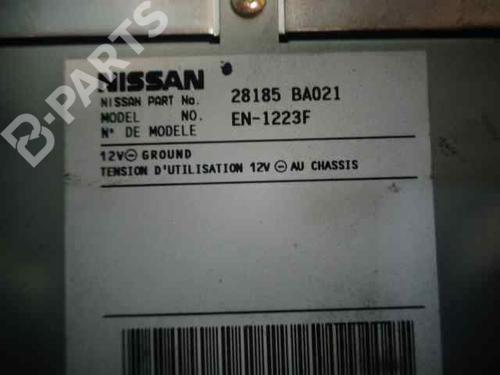 B-PARTS
NISSAN
NISSAN PART No. 28185 BA021
MODEL NO. EN-1223F
N° DE MODELE
12V⊖ GROUND
TENSION D'UTILISATION 12V ⊖ AU CHASSIS